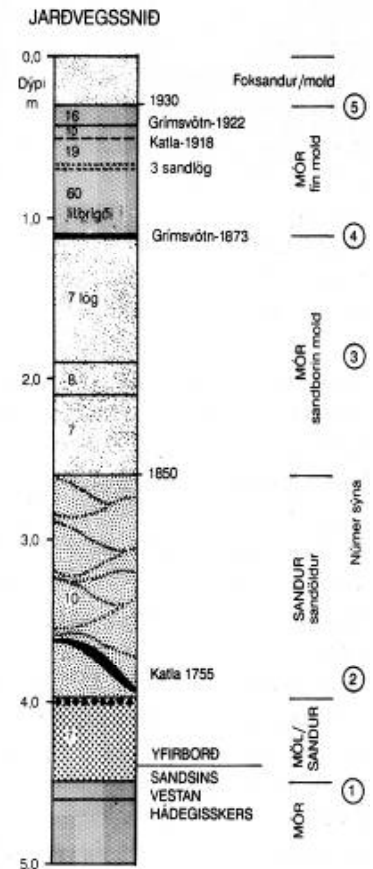 JARÐVEGSSNIÐ
0,0
Dýpi
m
Foksandur/mold
1930
5
16
Grímsvötn-1922
10
Katla-1918
19
3 sandlög
MÓR
fín mold
60
litbrigði
1,0
Grímsvötn-1873
4
7 lög
MÓR
sandborin mold
3
2,0
8
7
1850
Númer sýna
3,0
SANDUR
sandöldur
10
Katla 1755
2
4,0
MÖL/
SANDUR
YFIRBORÐ
SANDSINS
VESTAN
HÁDEGISSKERS
1
MÓR
5.0